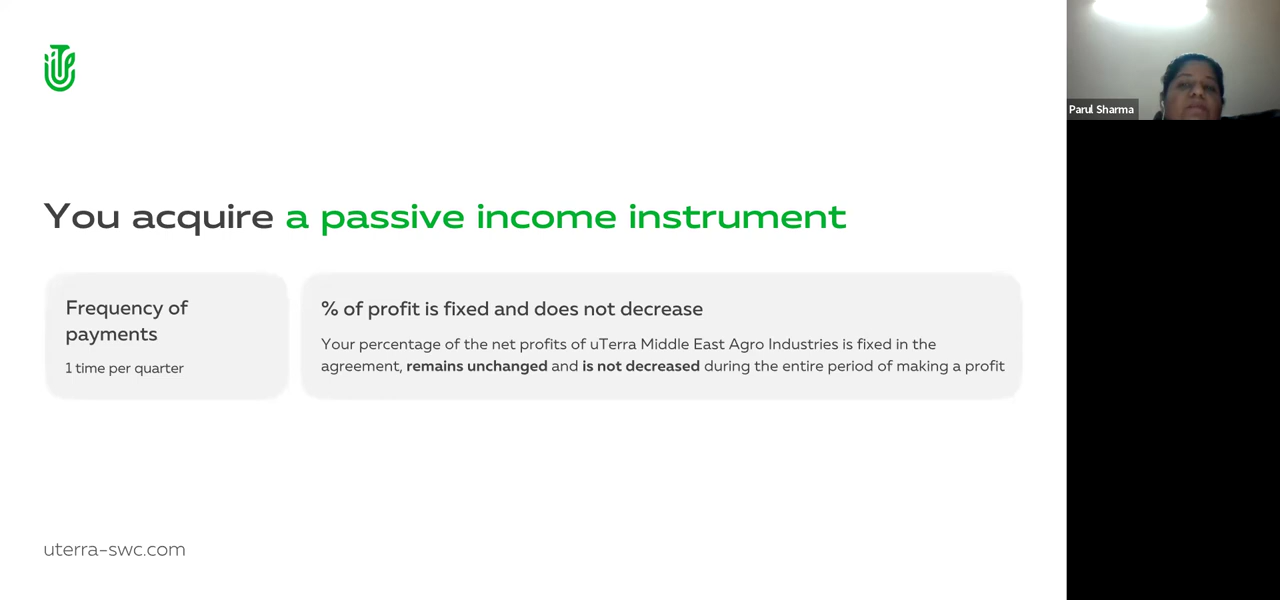 You acquire a passive income instrument
Frequency of
payments
1 time per quarter
% of profit is fixed and does not decrease
Your percentage of the net profits of uTerra Middle East Agro Industries is fixed in the
agreement, remains unchanged and is not decreased during the entire period of making a profit
uterra-swc.com
Parul Sharma